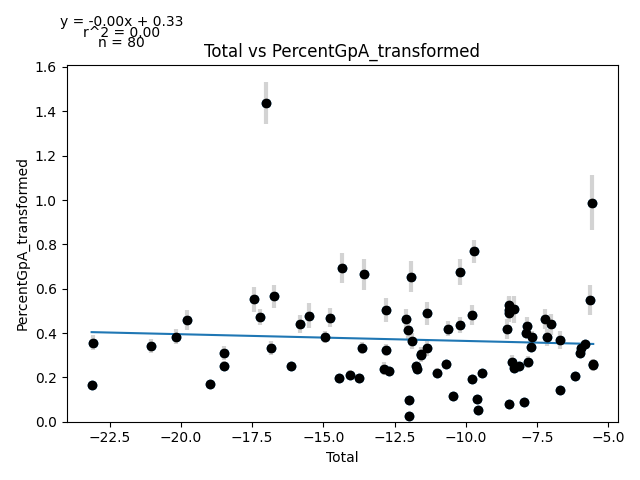 y = -0.00x + 0.33
r^2 = 0.00
n = 80
Total vs PercentGpA_transformed
1.6
1.4
1.2
1.0
0.8
0.6
0.4
0.2
0.0
PercentGpA_transformed
−22.5 −20.0 −17.5 −15.0 −12.5 −10.0 −7.5 −5.0
Total